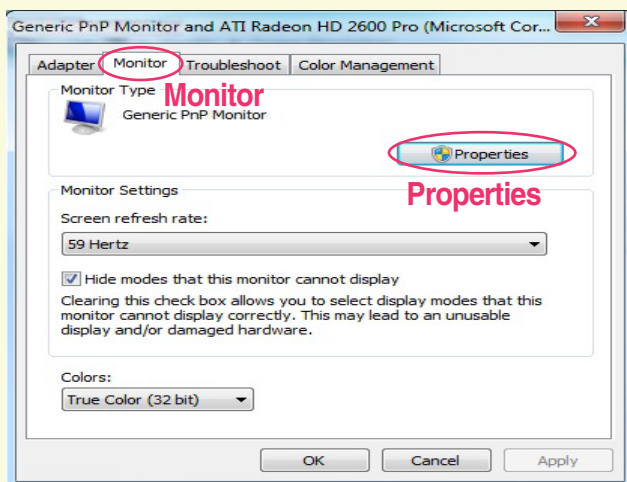 Generic PnP Monitor and ATI Radeon HD 2600 Pro (Microsoft Cor...
Adapter Monitor Troubleshoot Color Management
Monitor Type
Monitor
Generic PnP Monitor
Properties
Properties
Monitor Settings
Screen refresh rate:
59 Hertz
Hide modes that this monitor cannot display
Clearing this check box allows you to select display modes that this
monitor cannot display correctly. This may lead to an unusable
display and/or damaged hardware.
Colors:
True Color (32 bit)
OK Cancel Apply